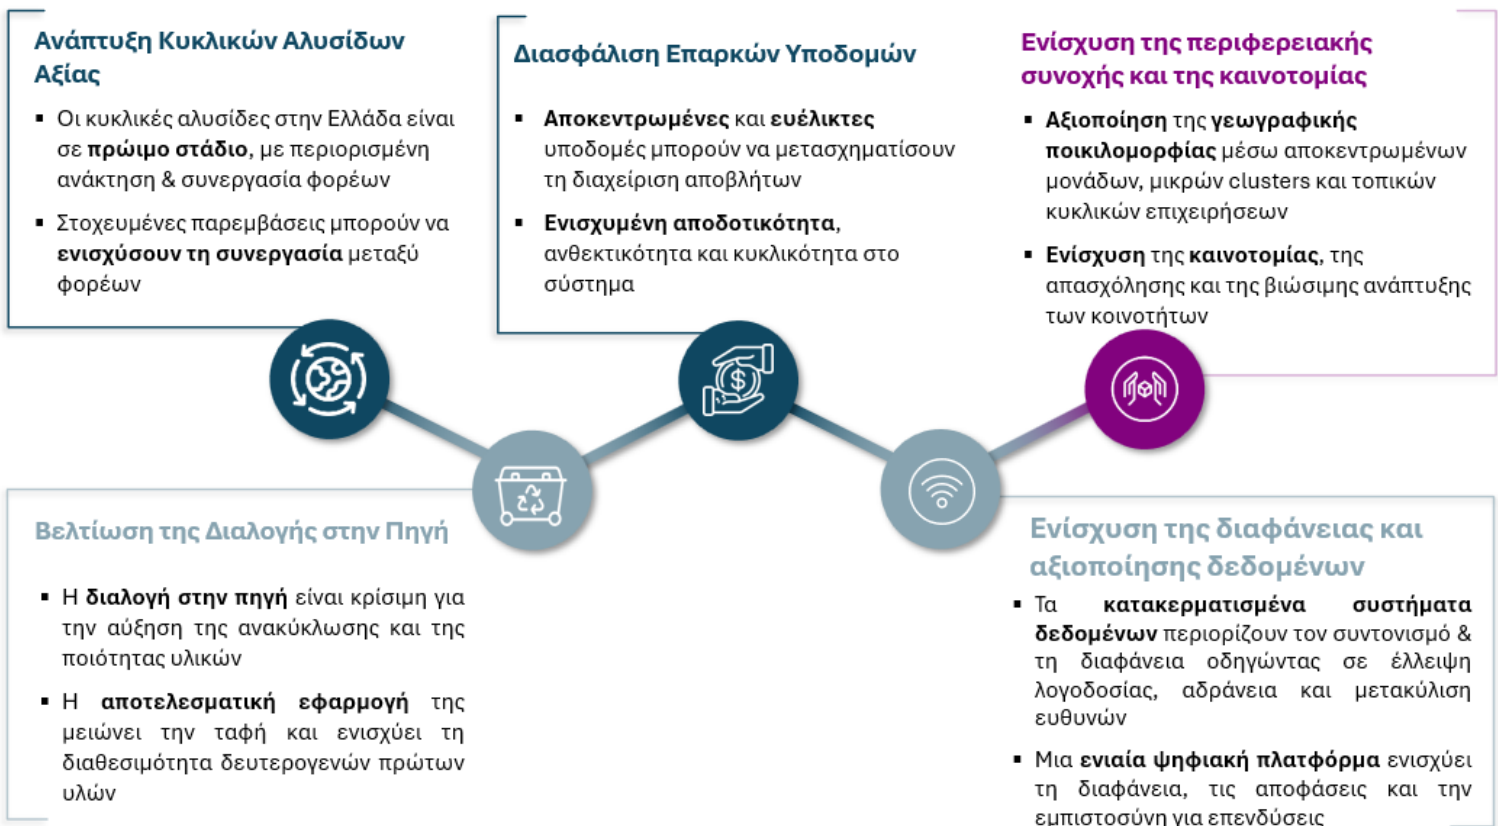 Ανάπτυξη Κυκλικών Αλυσίδων
Αξίας
▪ Οι κυκλικές αλυσίδες στην Ελλάδα είναι
σε πρώιμο στάδιο, με περιορισμένη
ανάκτηση & συνεργασία φορέων
▪ Στοχευμένες παρεμβάσεις μπορούν να
ενισχύσουν τη συνεργασία μεταξύ
φορέων
Διασφάλιση Επαρκών Υποδομών
▪ Αποκεντρωμένες και ευέλικτες
υποδομές μπορούν να μετασχηματίσουν
τη διαχείριση αποβλήτων
▪ Ενισχυμένη αποδοτικότητα,
ανθεκτικότητα και κυκλικότητα στο
σύστημα
Ενίσχυση της περιφερειακής
συνοχής και της καινοτομίας
▪ Αξιοποίηση της γεωγραφικής
ποικιλομορφίας μέσω αποκεντρωμένων
μονάδων, μικρών clusters και τοπικών
κυκλικών επιχειρήσεων
▪ Ενίσχυση της καινοτομίας, της
απασχόλησης και της βιώσιμης ανάπτυξης
των κοινοτήτων
$
Βελτίωση της Διαλογής στην Πηγή
▪ Η διαλογή στην πηγή είναι κρίσιμη για
την αύξηση της ανακύκλωσης και της
ποιότητας υλικών
▪ Η αποτελεσματική εφαρμογή της
μειώνει την ταφή και ενισχύει τη
διαθεσιμότητα δευτερογενών πρώτων
υλών
Ενίσχυση της διαφάνειας και
αξιοποίησης δεδομένων
▪ Τα κατακερματισμένα συστήματα
δεδομένων περιορίζουν τον συντονισμό &
τη διαφάνεια οδηγώντας σε έλλειψη
λογοδοσίας, αδράνεια και μετακύλιση
ευθυνών
▪ Μια ενιαία ψηφιακή πλατφόρμα ενισχύει
τη διαφάνεια, τις αποφάσεις και την
εμπιστοσύνη για επενδύσεις